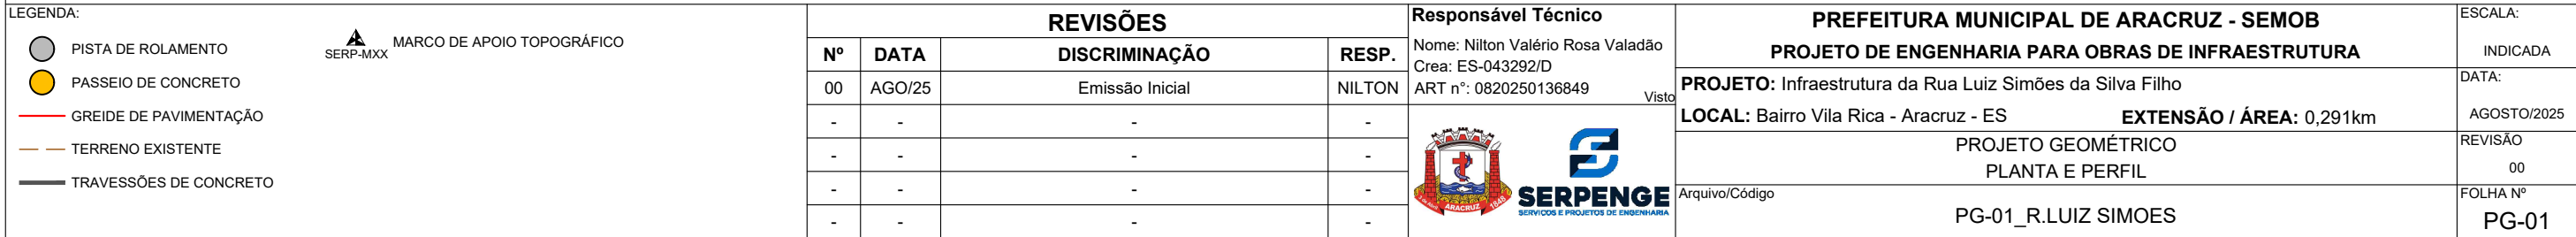 LEGENDA:
PISTA DE ROLAMENTO
SERP-MXX
MARCO DE APOIO TOPOGRÁFICO
PASSEIO DE CONCRETO
GREIDE DE PAVIMENTAÇÃO
TERRENO EXISTENTE
TRAVESSÕES DE CONCRETO
REVISÕES
Nº DATA DISCRIMINAÇÃO RESP.
00 AGO/25 Emissão Inicial NILTON
- - - -
- - - -
- - - -
- - - -
Responsável Técnico
Nome: Nilton Valério Rosa Valadão
Crea: ES-043292/D
ART n°: 0820250136849
Visto
ARACRUZ
1848
SERPENGE
SERVIÇOS E PROJETOS DE ENGENHARIA
PREFEITURA MUNICIPAL DE ARACRUZ - SEMOB
PROJETO DE ENGENHARIA PARA OBRAS DE INFRAESTRUTURA
PROJETO: Infraestrutura da Rua Luiz Simões da Silva Filho
LOCAL: Bairro Vila Rica - Aracruz - ES EXTENSÃO / ÁREA: 0,291km
PROJETO GEOMÉTRICO
PLANTA E PERFIL
Arquivo/Código
PG-01_R.LUIZ SIMOES
ESCALA:
INDICADA
DATA:
AGOSTO/2025
REVISÃO
00
FOLHA Nº
PG-01